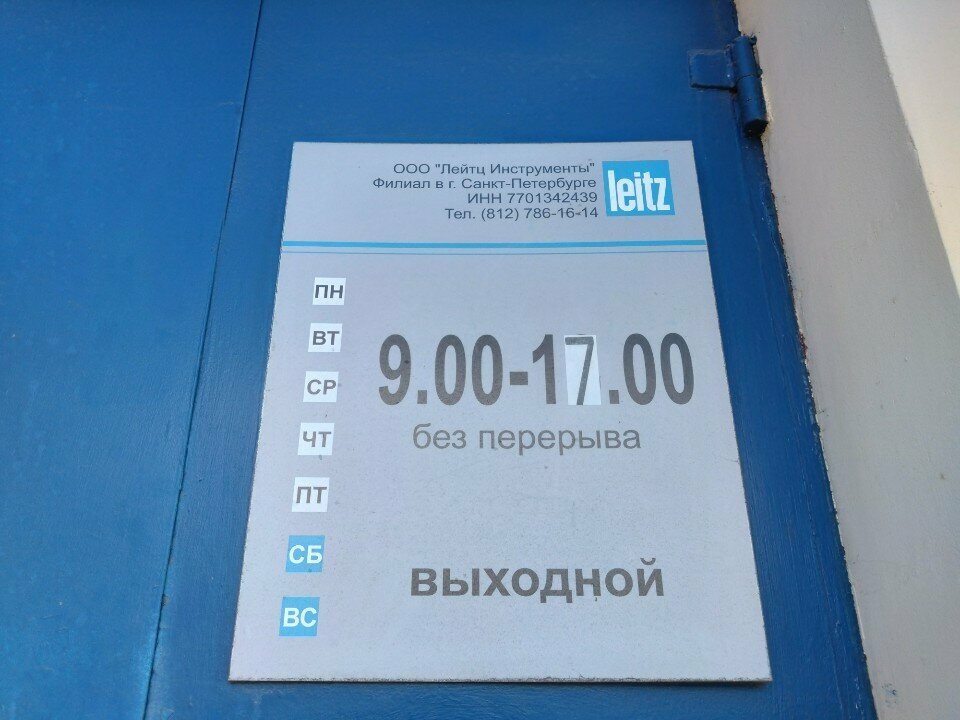 ООО "Лейтц Инструменты"
Филиал в г. Санкт-Петербурге
ИНН 7701342439
Тел. (812) 786-16-14
leitz
ПН
ВТ
СР
ЧТ
ПТ
9.00-17.00
без перерыва
СБ
ВС
выходной